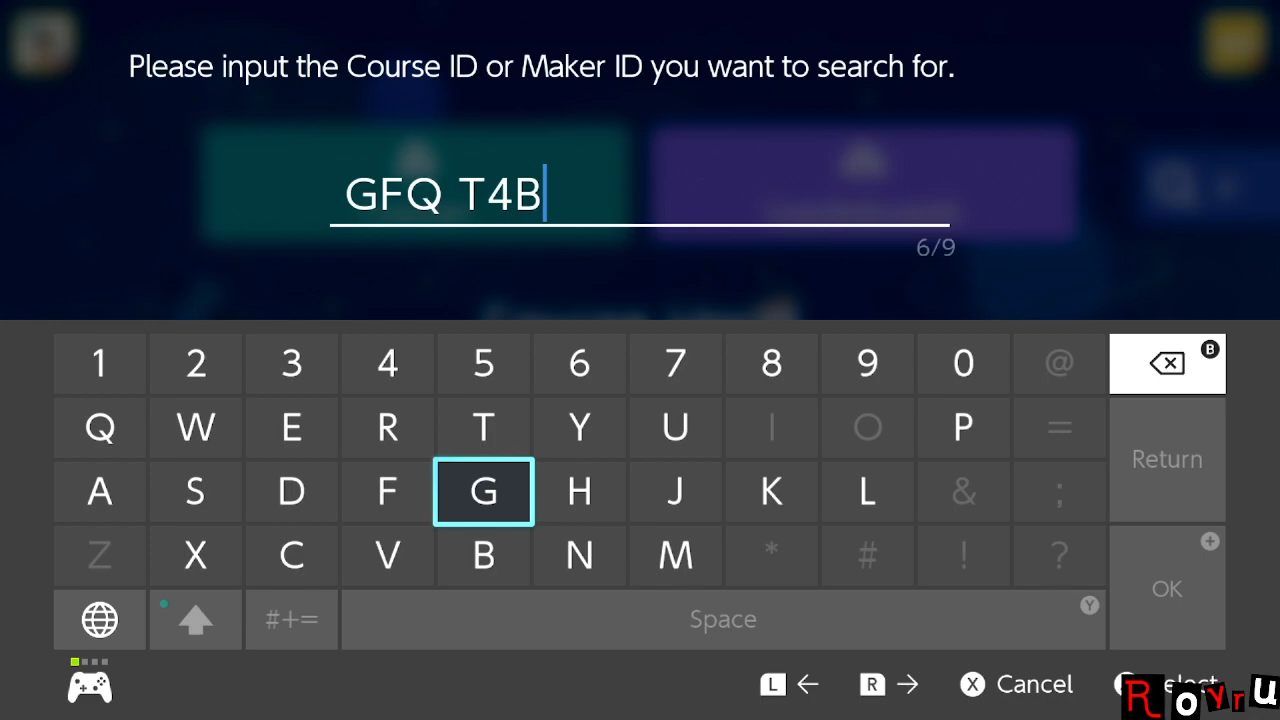 Please input the Course ID or Maker ID you want to search for.
GFQ T4B
6/9
1 2 3 4 5 6 7 8 9 0 @ B
Q W E R T Y U I O P = Return
A S D F G H J K L & ;
Z X C V B N M * # ! ? + OK
#+= Space Y
L ← R → X Cancel
Royru